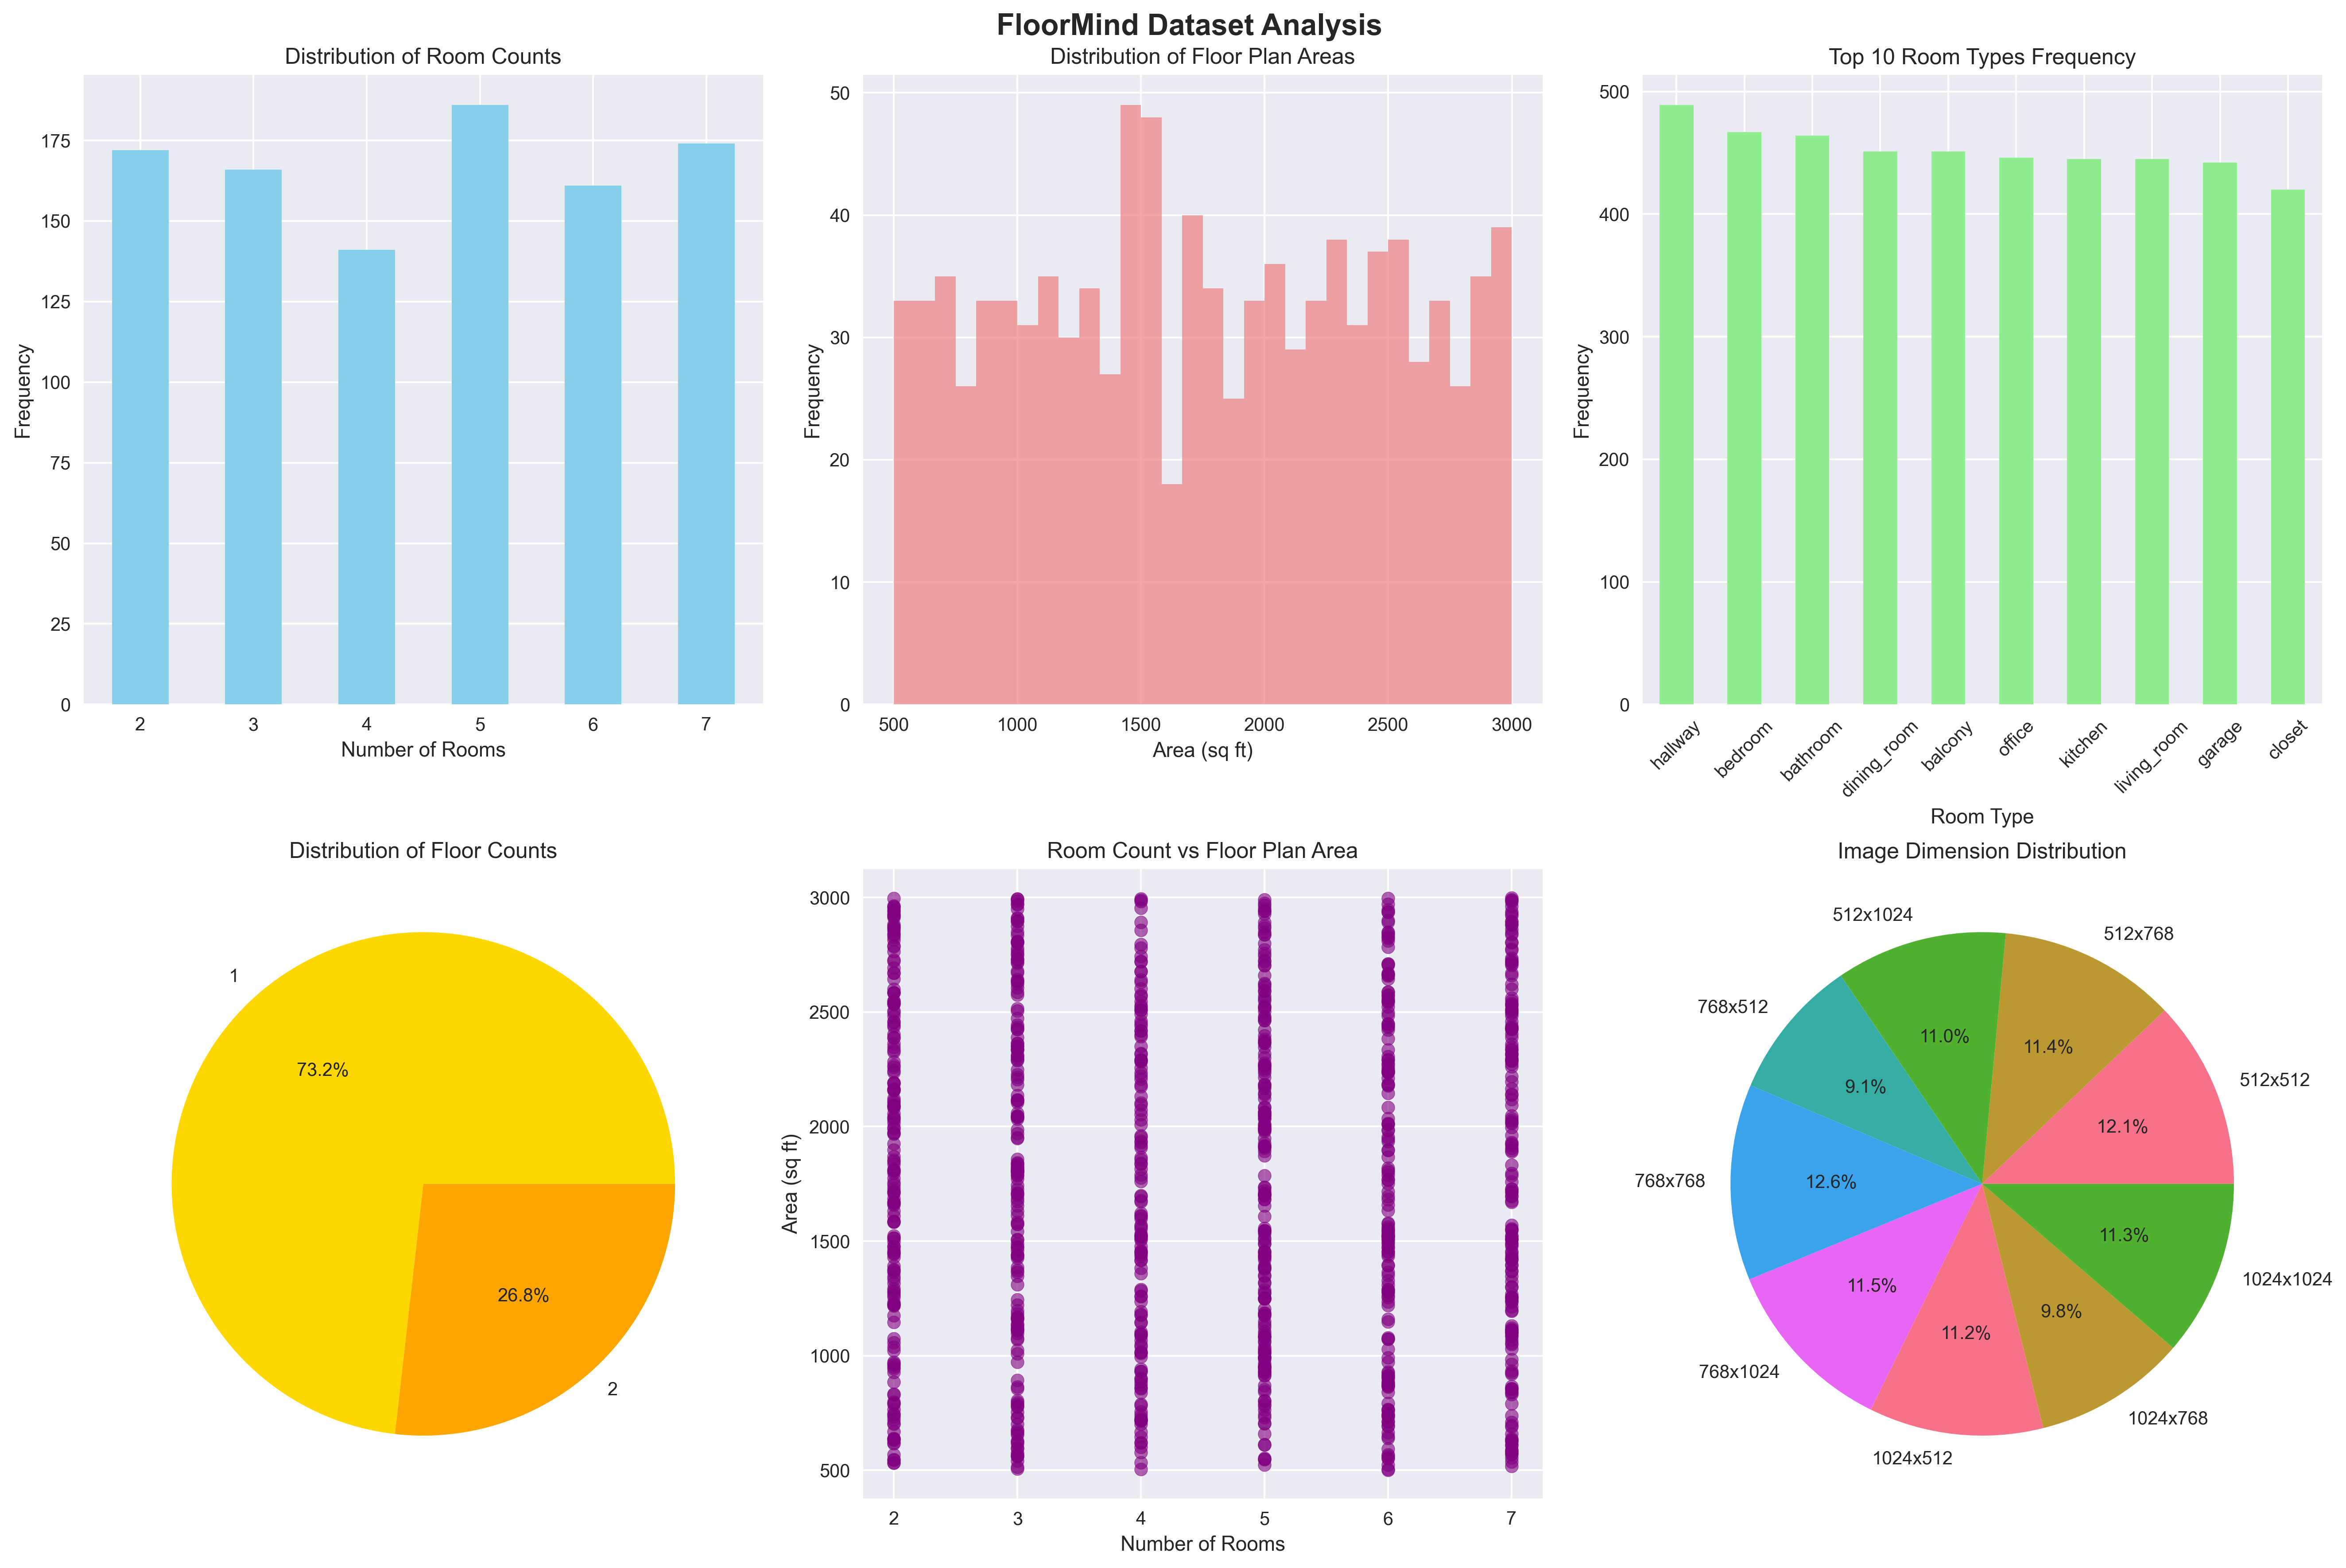 FloorMind Dataset Analysis
Distribution of Room Counts
175
150
125
100
75
50
25
0
Frequency
2 3 4 5 6 7
Number of Rooms
Distribution of Floor Plan Areas
50
40
30
20
10
0
Frequency
500 1000 1500 2000 2500 3000
Area (sq ft)
Top 10 Room Types Frequency
500
400
300
200
100
0
Frequency
hallway
bedroom
bathroom
dining_room
balcony
office
kitchen
living_room
garage
closet
Room Type
Distribution of Floor Counts
1
73.2%
26.8%
2
Room Count vs Floor Plan Area
3000
2500
2000
1500
1000
500
Area (sq ft)
2 3 4 5 6 7
Number of Rooms
Image Dimension Distribution
512x1024
512x768
768x512
512x512
11.0%
11.4%
9.1%
12.1%
768x768
12.6%
11.3%
11.5%
1024x1024
9.8%
11.2%
768x1024
1024x768
1024x512